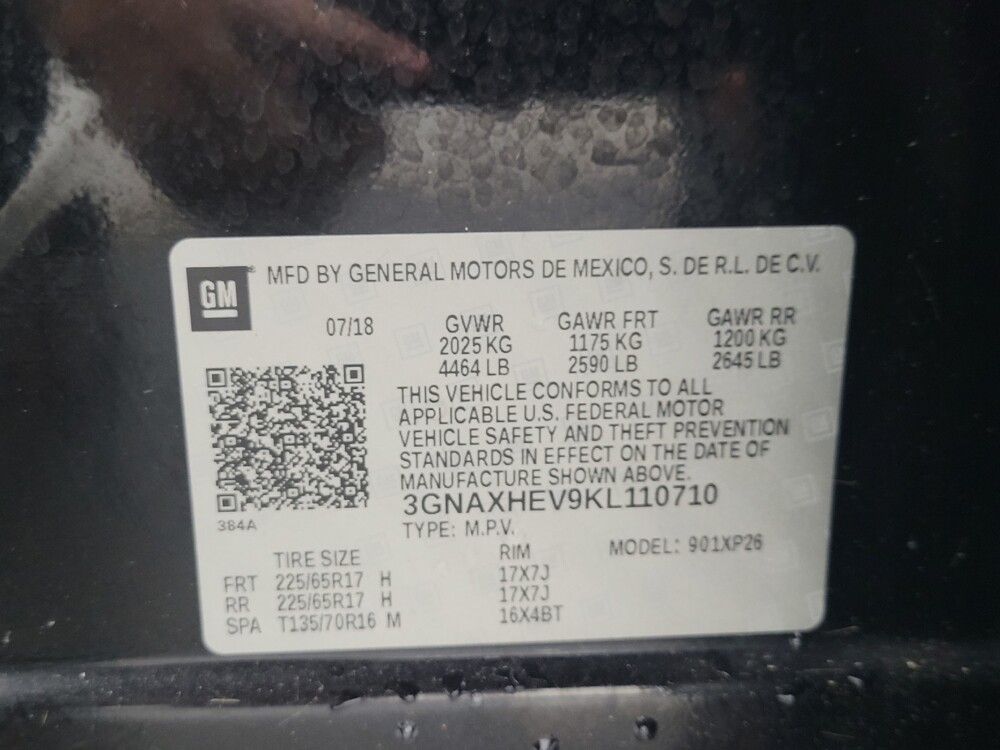 GM
MFD BY GENERAL MOTORS DE MEXICO, S. DE R.L. DE C.V.
07/18 GVWR GAWR FRT GAWR RR
2025 KG 1175 KG 1200 KG
4464 LB 2590 LB 2645 LB
THIS VEHICLE CONFORMS TO ALL
APPLICABLE U.S. FEDERAL MOTOR
VEHICLE SAFETY AND THEFT PREVENTION
STANDARDS IN EFFECT ON THE DATE OF
MANUFACTURE SHOWN ABOVE.
3GNAXHEV9KL110710
384A
TYPE: M.P.V.
TIRE SIZE RIM MODEL: 901XP26
FRT 225/65R17 H 17X7J
RR 225/65R17 H 17X7J
SPA T135/70R16 M 16X4BT